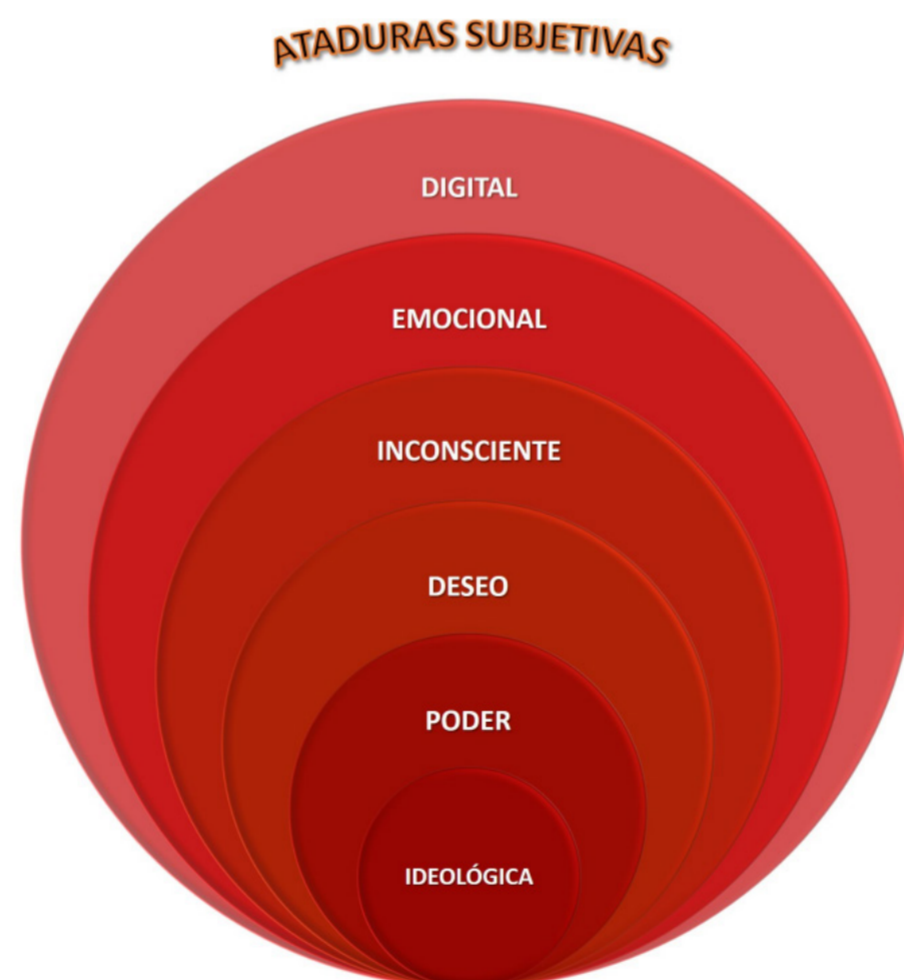 ATADURAS SUBJETIVAS
DIGITAL
EMOCIONAL
INCONSCIENTE
DESEO
PODER
IDEOLÓGICA